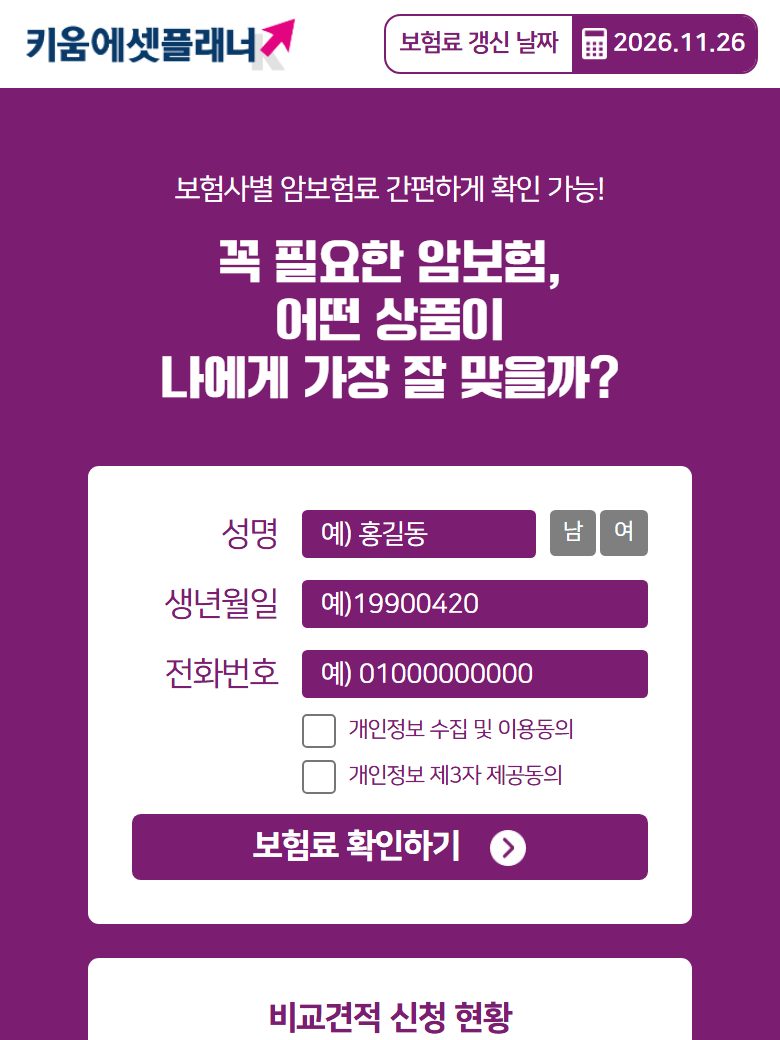 키움에셋플래너
보험료 갱신 날짜 2026.11.26
보험사별 암보험료 간편하게 확인 가능!
꼭 필요한 암보험,
어떤 상품이
나에게 가장 잘 맞을까?
성명 예) 홍길동 남 여
생년월일 예)19900420
전화번호 예) 01000000000
개인정보 수집 및 이용동의
개인정보 제3자 제공동의
보험료 확인하기
비교견적 신청 현황